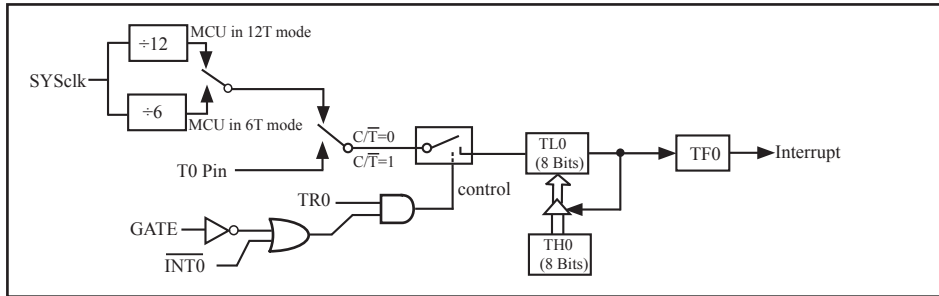 MCU in 12T mode
÷12
SYSclk
÷6
MCU in 6T mode
C/T̅=0
C/T̅=1
T0 Pin
TL0
(8 Bits)
TF0
Interrupt
control
TR0
GATE
I̅N̅T̅0̅
TH0
(8 Bits)